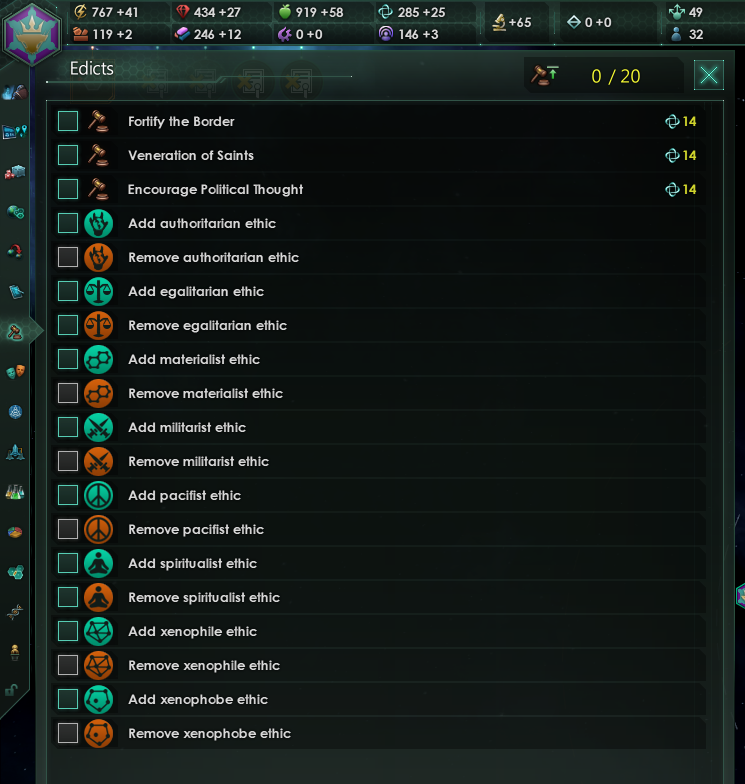 767 +41 434 +27 919 +58 285 +25
+65 0 +0 49
119 +2 246 +12 0 +0 146 +3 32
Edicts
0 / 20
Fortify the Border 14
Veneration of Saints 14
Encourage Political Thought 14
Add authoritarian ethic
Remove authoritarian ethic
Add egalitarian ethic
Remove egalitarian ethic
Add materialist ethic
Remove materialist ethic
Add militarist ethic
Remove militarist ethic
Add pacifist ethic
Remove pacifist ethic
Add spiritualist ethic
Remove spiritualist ethic
Add xenophile ethic
Remove xenophile ethic
Add xenophobe ethic
Remove xenophobe ethic